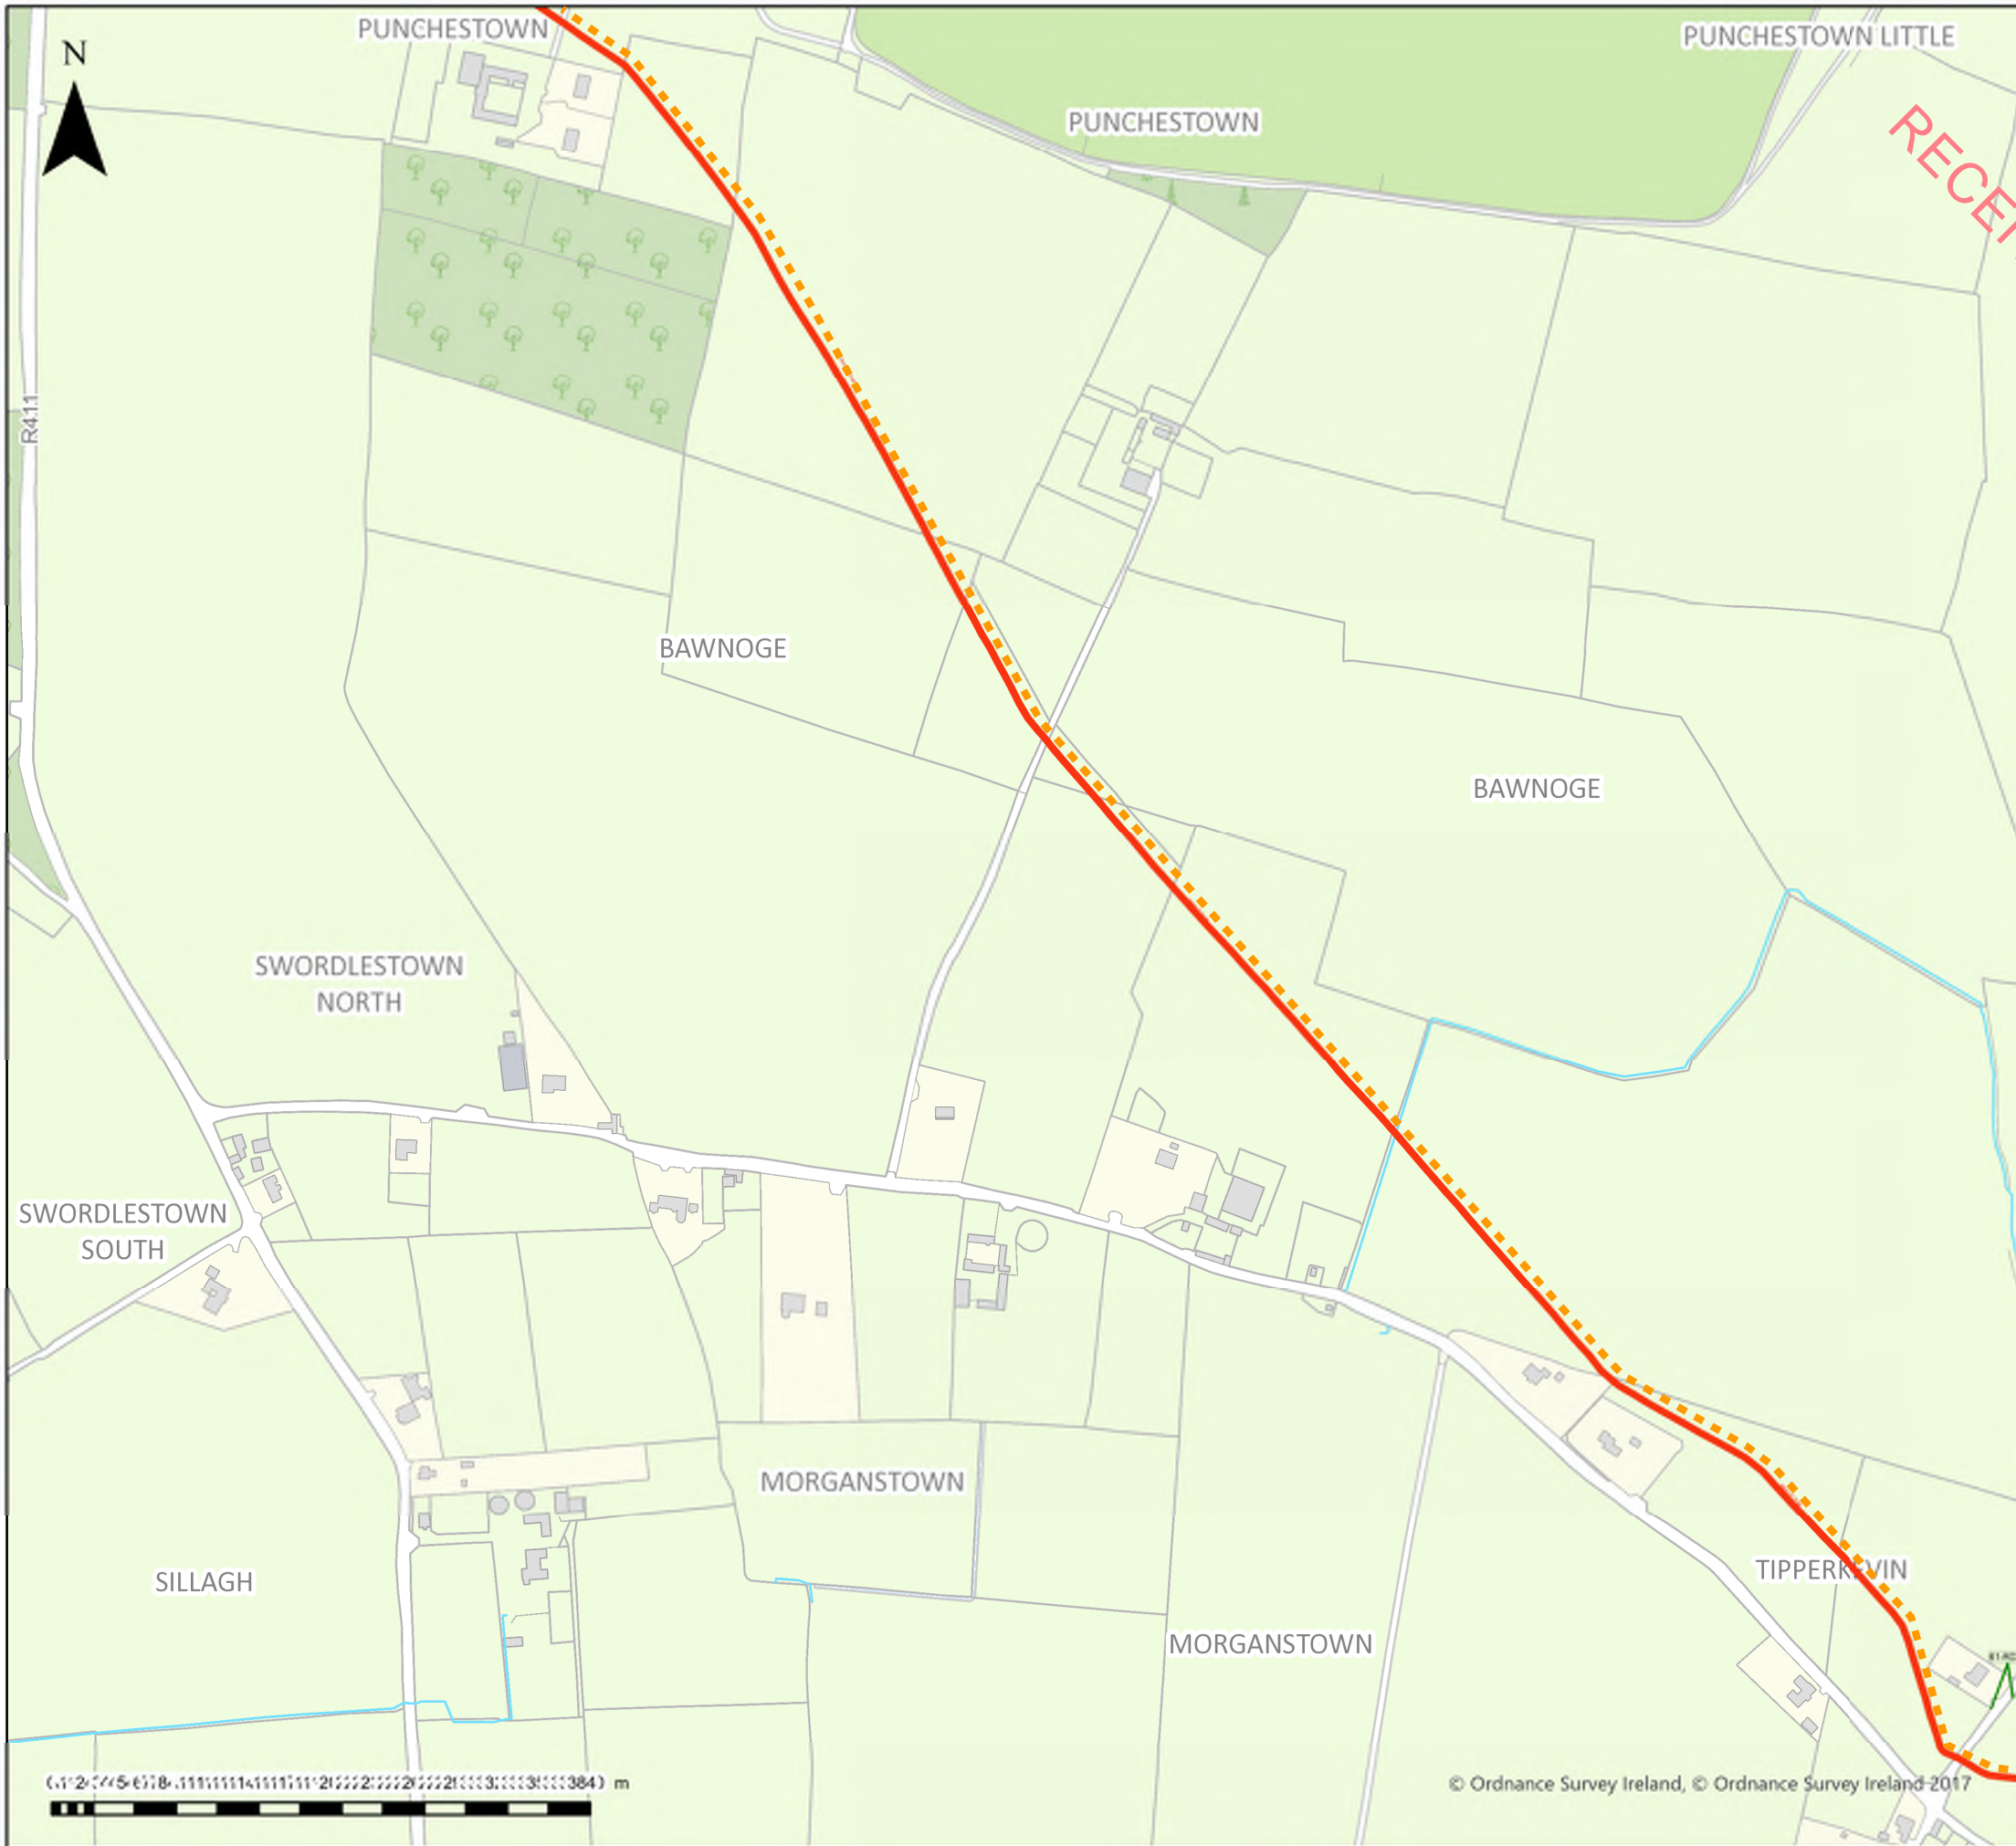 PUNCHESTOWN
PUNCHESTOWN LITTLE
N
PUNCHESTOWN
R411
BAWNOGE
BAWNOGE
SWORDLESTOWN
NORTH
SWORDLESTOWN
SOUTH
MORGANSTOWN
TIPPERKEVIN
SILLAGH
MORGANSTOWN
m
© Ordnance Survey Ireland, © Ordnance Survey Ireland 2017